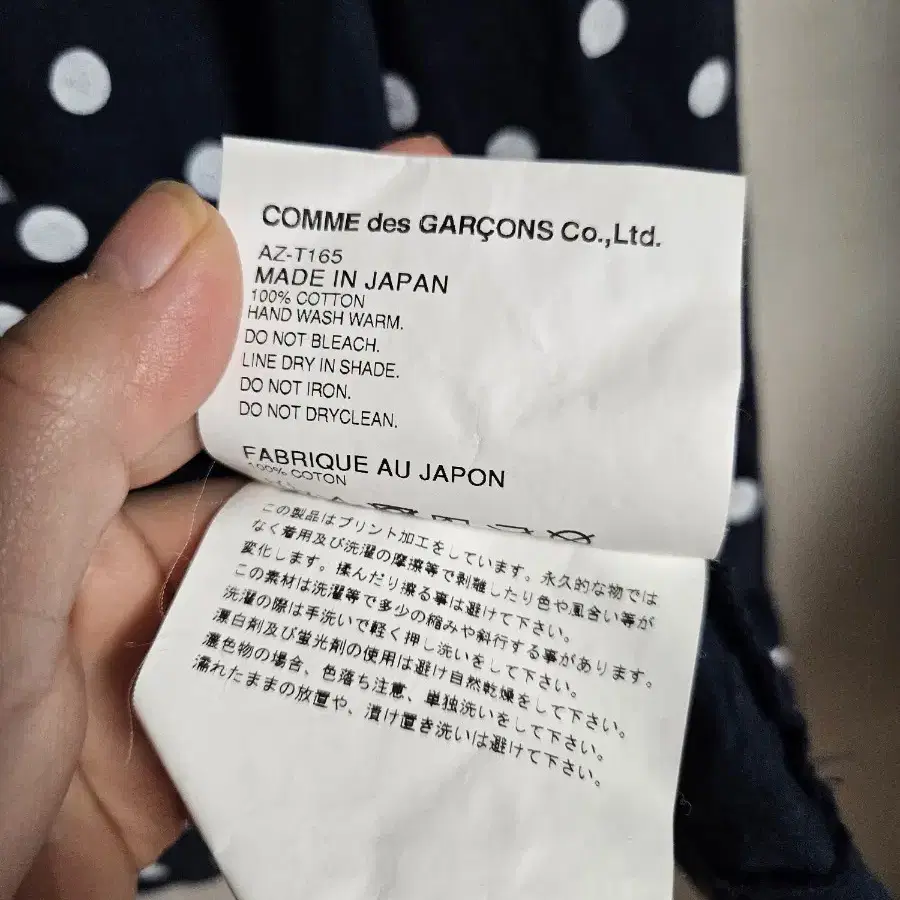 COMME des GARÇONS Co.,Ltd.
AZ-T165
MADE IN JAPAN
100% COTTON
HAND WASH WARM.
DO NOT BLEACH.
LINE DRY IN SHADE.
DO NOT IRON.
DO NOT DRYCLEAN.
FABRIQUE AU JAPON
100% COTON
この製品はプリント加工をしています。永久的な物では
なく着用及び洗濯の摩擦等で剥離したり色や風合い等が
変化します。揉んだり擦る事は避けて下さい。
この素材は洗濯等で多少の縮みや斜行する事があります。
洗濯の際は手洗いで軽く押し洗いをして下さい。
漂白剤及び蛍光剤の使用は避け自然乾燥をして下さい。
濃色物の場合、色落ち注意、単独洗いをして下さい。
濡れたままの放置や、漬け置き洗いは避けて下さい。